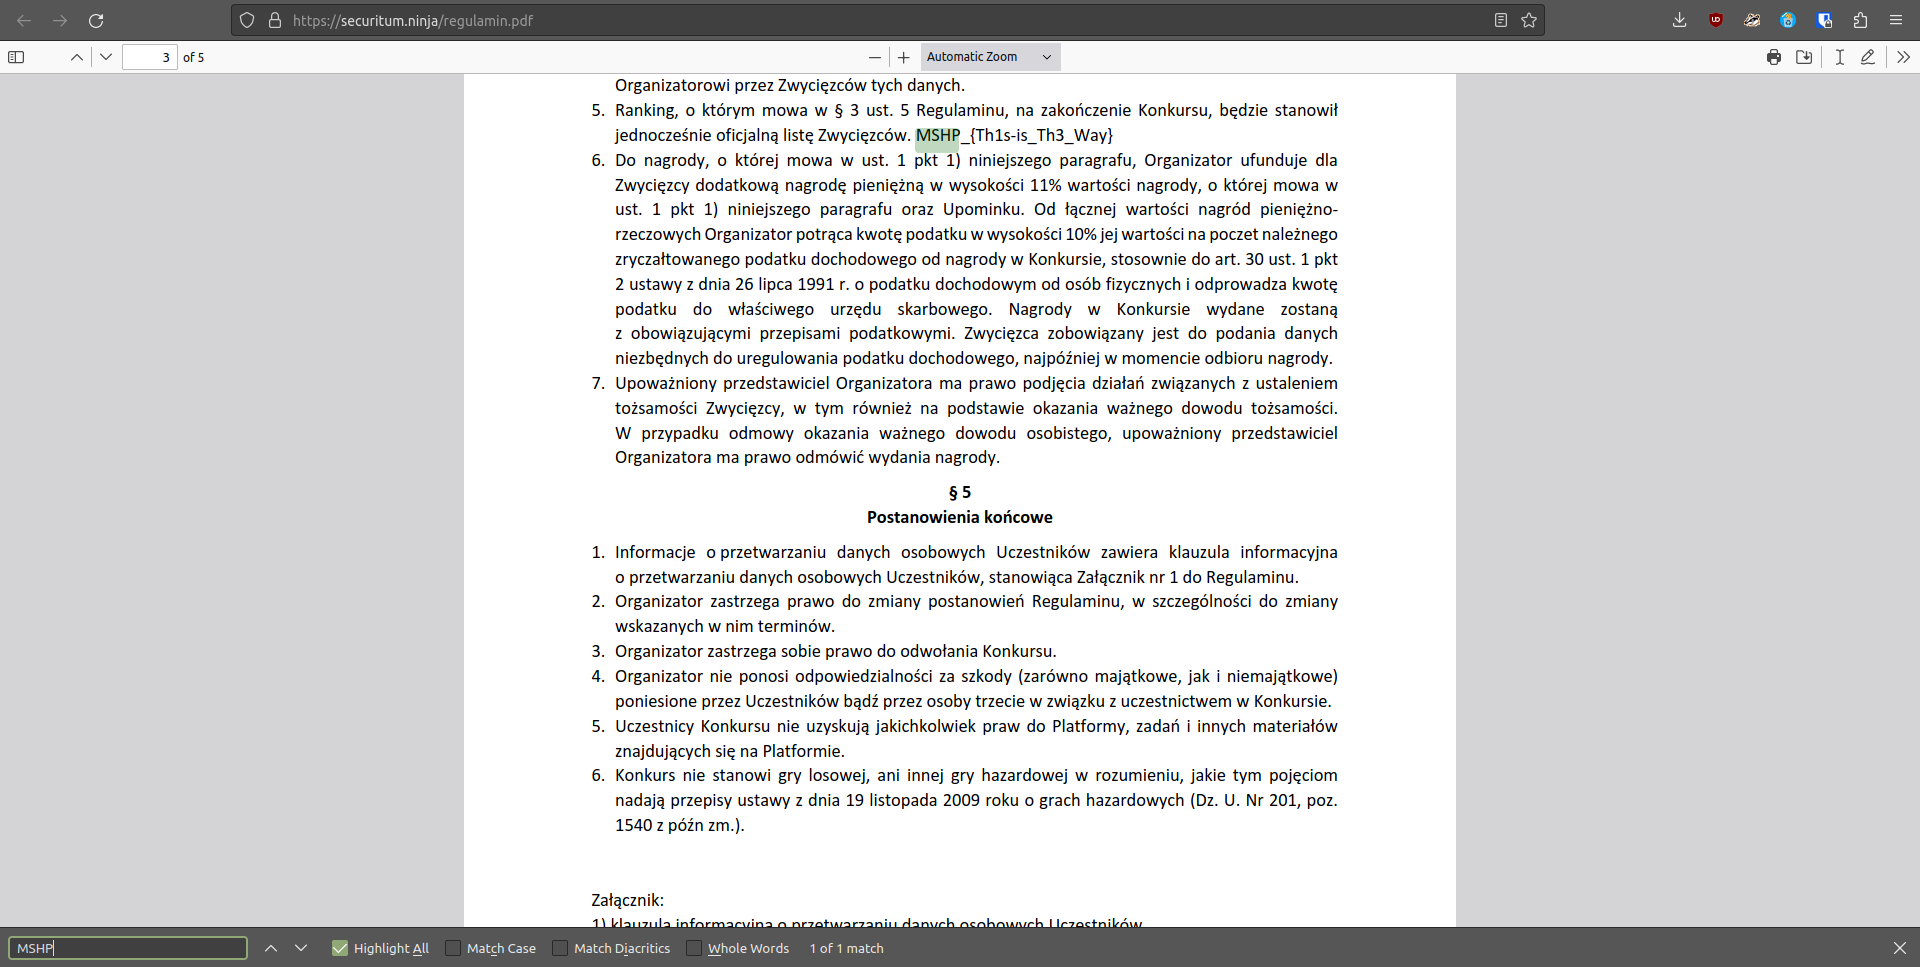 https://securitum.ninja/regulamin.pdf
3 of 5
Automatic Zoom
Organizatorowi przez Zwycięzców tych danych.
5. Ranking, o którym mowa w § 3 ust. 5 Regulaminu, na zakończenie Konkursu, będzie stanowił
jednocześnie oficjalną listę Zwycięzców. MSHP_{Th1s-is_Th3_Way}
6. Do nagrody, o której mowa w ust. 1 pkt 1) niniejszego paragrafu, Organizator ufunduje dla
Zwycięzcy dodatkową nagrodę pieniężną w wysokości 11% wartości nagrody, o której mowa w
ust. 1 pkt 1) niniejszego paragrafu oraz Upominku. Od łącznej wartości nagród pieniężno-
rzeczowych Organizator potrąca kwotę podatku w wysokości 10% jej wartości na poczet należnego
zryczałtowanego podatku dochodowego od nagrody w Konkursie, stosownie do art. 30 ust. 1 pkt
2 ustawy z dnia 26 lipca 1991 r. o podatku dochodowym od osób fizycznych i odprowadza kwotę
podatku do właściwego urzędu skarbowego. Nagrody w Konkursie wydane zostaną
z obowiązującymi przepisami podatkowymi. Zwycięzca zobowiązany jest do podania danych
niezbędnych do uregulowania podatku dochodowego, najpóźniej w momencie odbioru nagrody.
7. Upoważniony przedstawiciel Organizatora ma prawo podjęcia działań związanych z ustaleniem
tożsamości Zwycięzcy, w tym również na podstawie okazania ważnego dowodu tożsamości.
W przypadku odmowy okazania ważnego dowodu osobistego, upoważniony przedstawiciel
Organizatora ma prawo odmówić wydania nagrody.
§ 5
Postanowienia końcowe
1. Informacje o przetwarzaniu danych osobowych Uczestników zawiera klauzula informacyjna
o przetwarzaniu danych osobowych Uczestników, stanowiąca Załącznik nr 1 do Regulaminu.
2. Organizator zastrzega prawo do zmiany postanowień Regulaminu, w szczególności do zmiany
wskazanych w nim terminów.
3. Organizator zastrzega sobie prawo do odwołania Konkursu.
4. Organizator nie ponosi odpowiedzialności za szkody (zarówno majątkowe, jak i niemajątkowe)
poniesione przez Uczestników bądź przez osoby trzecie w związku z uczestnictwem w Konkursie.
5. Uczestnicy Konkursu nie uzyskują jakichkolwiek praw do Platformy, zadań i innych materiałów
znajdujących się na Platformie.
6. Konkurs nie stanowi gry losowej, ani innej gry hazardowej w rozumieniu, jakie tym pojęciom
nadają przepisy ustawy z dnia 19 listopada 2009 roku o grach hazardowych (Dz. U. Nr 201, poz.
1540 z późn zm.).
Załącznik:
1) klauzula informacyjna o przetwarzaniu danych osobowych Uczestników
MSHP Highlight All Match Case Match Diacritics Whole Words 1 of 1 match